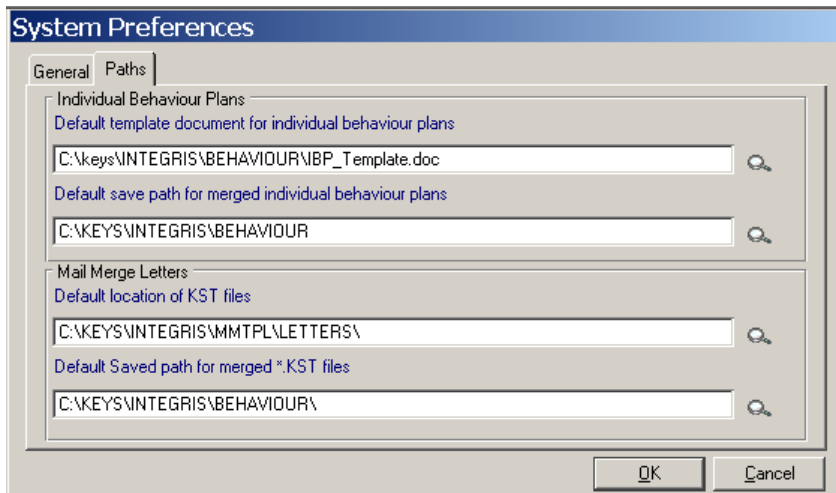 System Preferences
General Paths
Individual Behaviour Plans
Default template document for individual behaviour plans
C:\keys\INTEGRIS\BEHAVIOUR\IBP_Template.doc
Default save path for merged individual behaviour plans
C:\KEYS\INTEGRIS\BEHAVIOUR
Mail Merge Letters
Default location of KST files
C:\KEYS\INTEGRIS\MMTPL\LETTERS\
Default Saved path for merged *.KST files
C:\KEYS\INTEGRIS\BEHAVIOUR\
OK Cancel